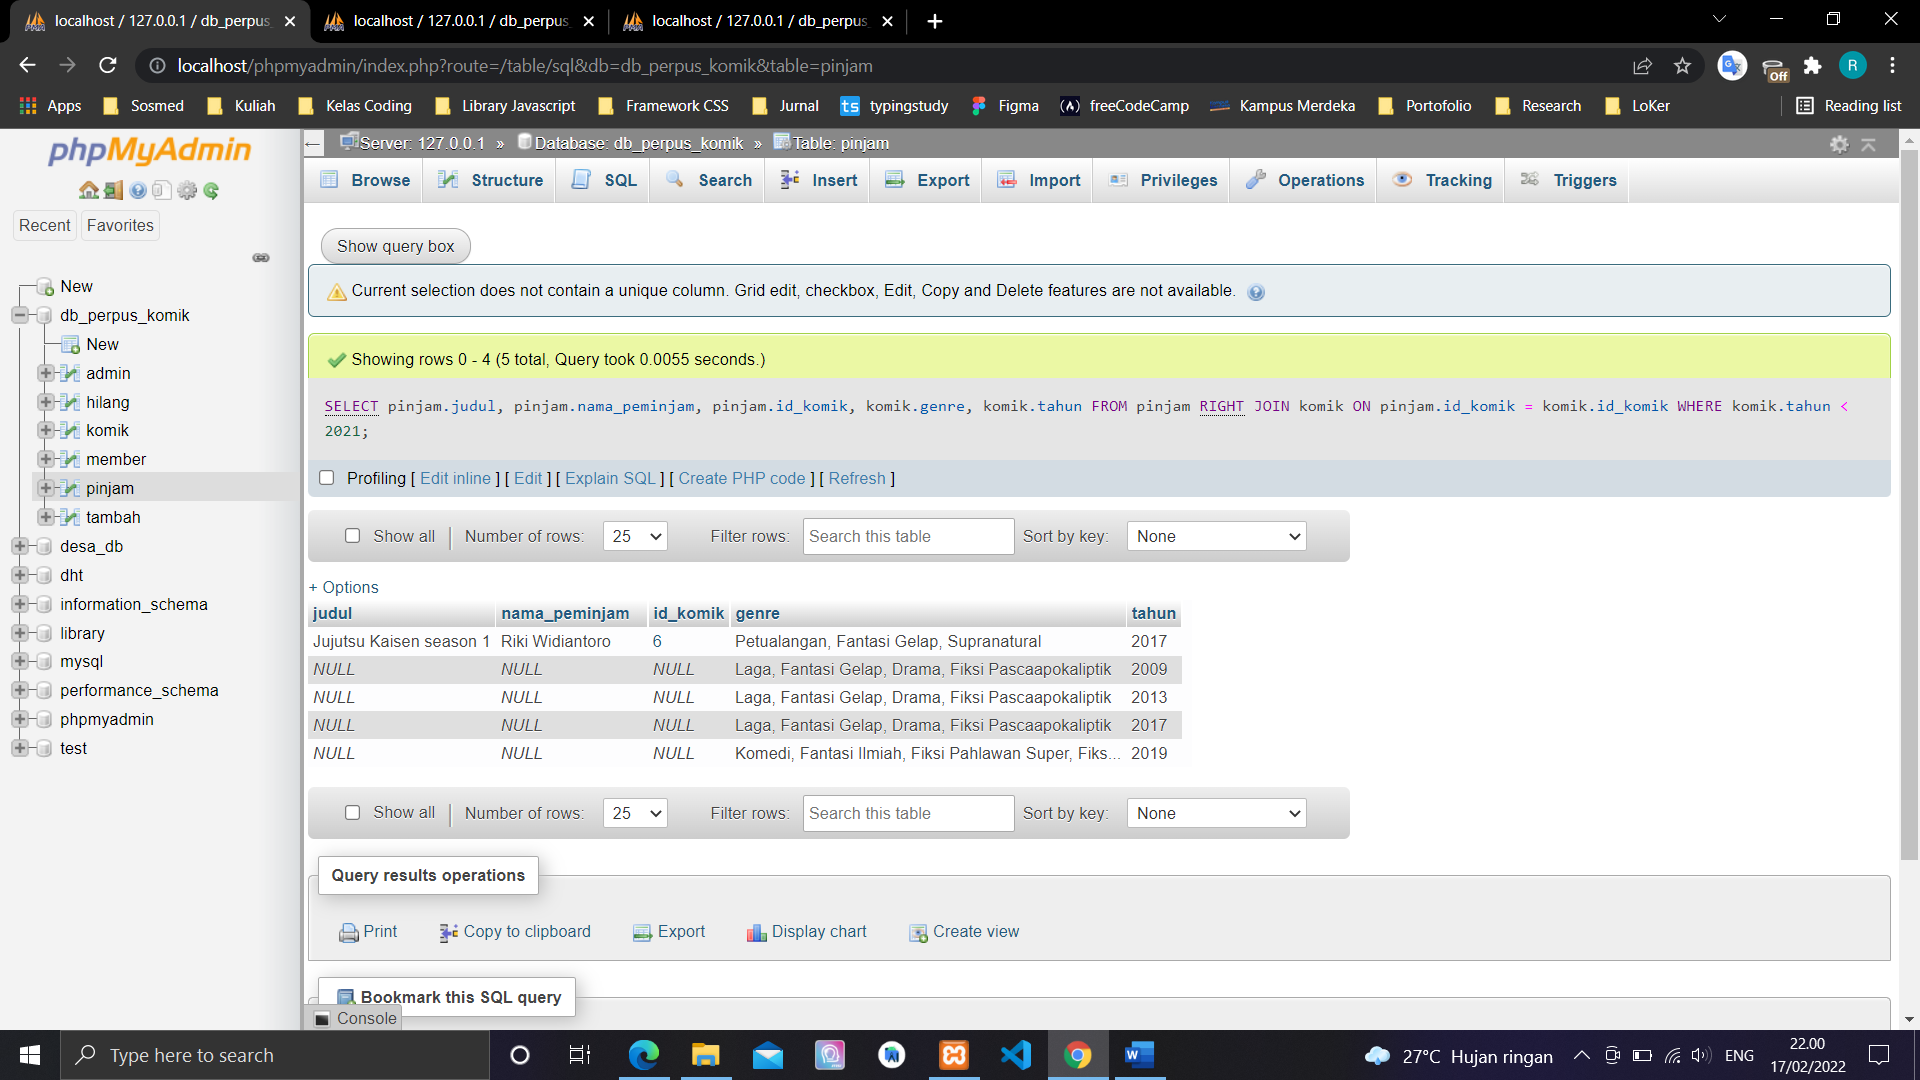 localhost / 127.0.0.1 / db_perpus
localhost / 127.0.0.1 / db_perpus
localhost / 127.0.0.1 / db_perpus
localhost/phpmyadmin/index.php?route=/table/sql&db=db_perpus_komik&table=pinjam
Off
R
Apps Sosmed Kuliah Kelas Coding Library Javascript Framework CSS Jurnal ts typingstudy Figma freeCodeCamp Kampus Merdeka Portofolio Research LoKer Reading list
phpMyAdmin
Recent Favorites
New
db_perpus_komik
New
admin
hilang
komik
member
pinjam
tambah
desa_db
dht
information_schema
library
mysql
performance_schema
phpmyadmin
test
Server: 127.0.0.1 » Database: db_perpus_komik » Table: pinjam
Browse Structure SQL Search Insert Export Import Privileges Operations Tracking Triggers
Show query box
Current selection does not contain a unique column. Grid edit, checkbox, Edit, Copy and Delete features are not available.
Showing rows 0 - 4 (5 total, Query took 0.0055 seconds.)
SELECT pinjam.judul, pinjam.nama_peminjam, pinjam.id_komik, komik.genre, komik.tahun FROM pinjam RIGHT JOIN komik ON pinjam.id_komik = komik.id_komik WHERE komik.tahun <
2021;
Profiling [ Edit inline ] [ Edit ] [ Explain SQL ] [ Create PHP code ] [ Refresh ]
Show all Number of rows: 25 Filter rows: Search this table Sort by key: None
+ Options
judul nama_peminjam id_komik genre tahun
Jujutsu Kaisen season 1 Riki Widiantoro 6 Petualangan, Fantasi Gelap, Supranatural 2017
NULL NULL NULL Laga, Fantasi Gelap, Drama, Fiksi Pascaapokaliptik 2009
NULL NULL NULL Laga, Fantasi Gelap, Drama, Fiksi Pascaapokaliptik 2013
NULL NULL NULL Laga, Fantasi Gelap, Drama, Fiksi Pascaapokaliptik 2017
NULL NULL NULL Komedi, Fantasi Ilmiah, Fiksi Pahlawan Super, Fiks... 2019
Show all Number of rows: 25 Filter rows: Search this table Sort by key: None
Query results operations
Print Copy to clipboard Export Display chart Create view
Bookmark this SQL query
Console
Type here to search
27°C Hujan ringan ENG
22.00
17/02/2022